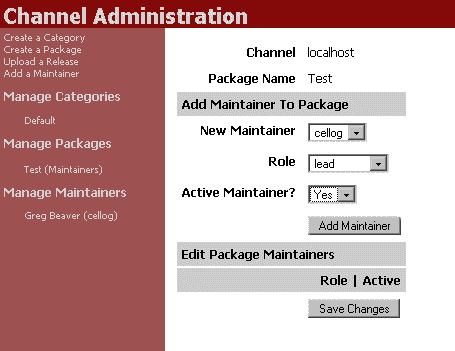 Channel Administration
Create a Category
Create a Package
Upload a Release
Add a Maintainer
Manage Categories
Default
Manage Packages
Test (Maintainers)
Manage Maintainers
Greg Beaver (cellog)
Channel localhost
Package Name Test
Add Maintainer To Package
New Maintainer cellog
Role lead
Active Maintainer? Yes
Add Maintainer
Edit Package Maintainers
Role | Active
Save Changes